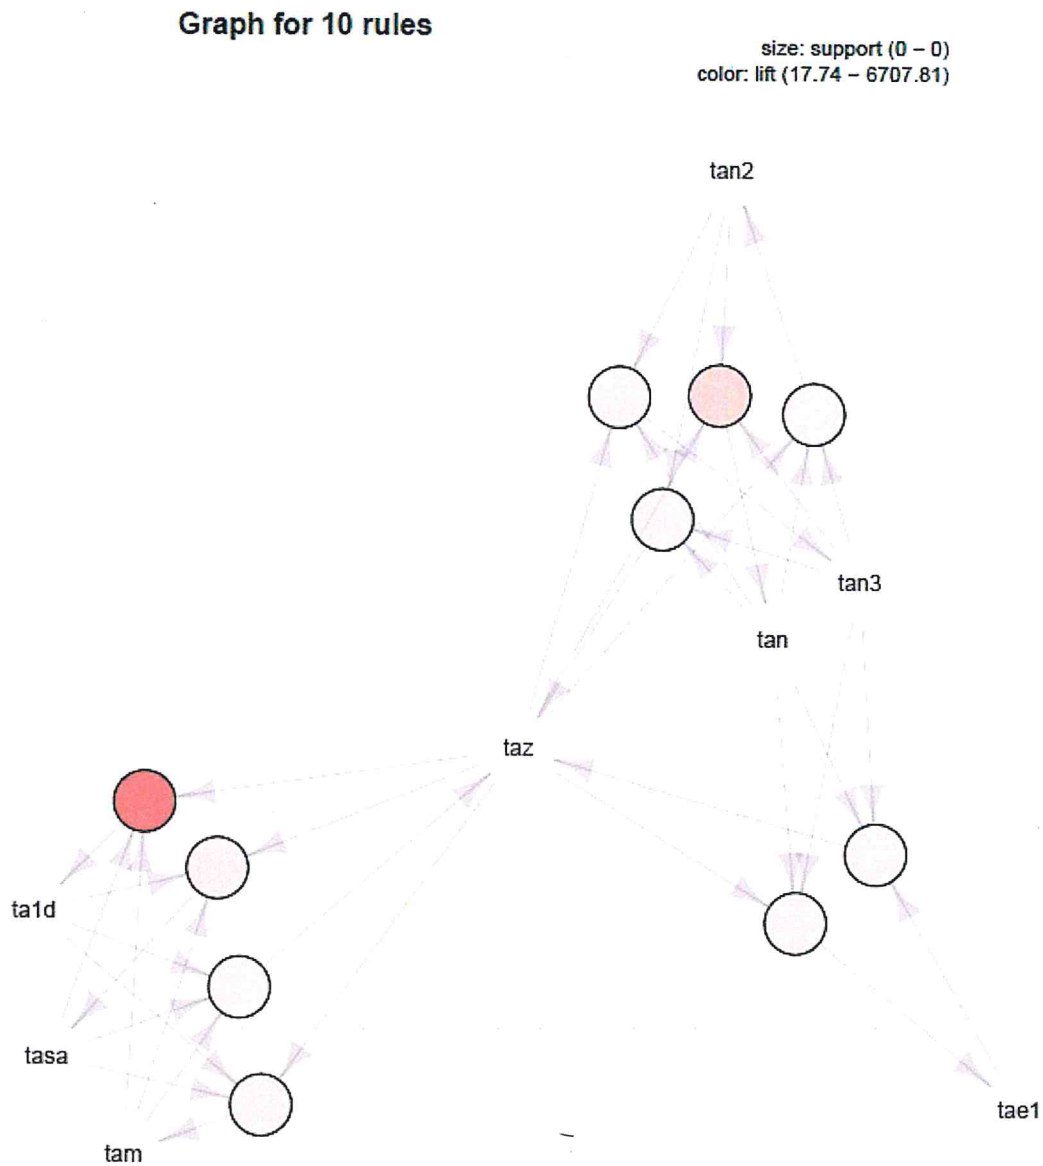 Graph for 10 rules
size: support (0 – 0)
color: lift (17.74 – 6707.81)
tan2
tan3
tan
taz
ta1d
tasa
tae1
tam